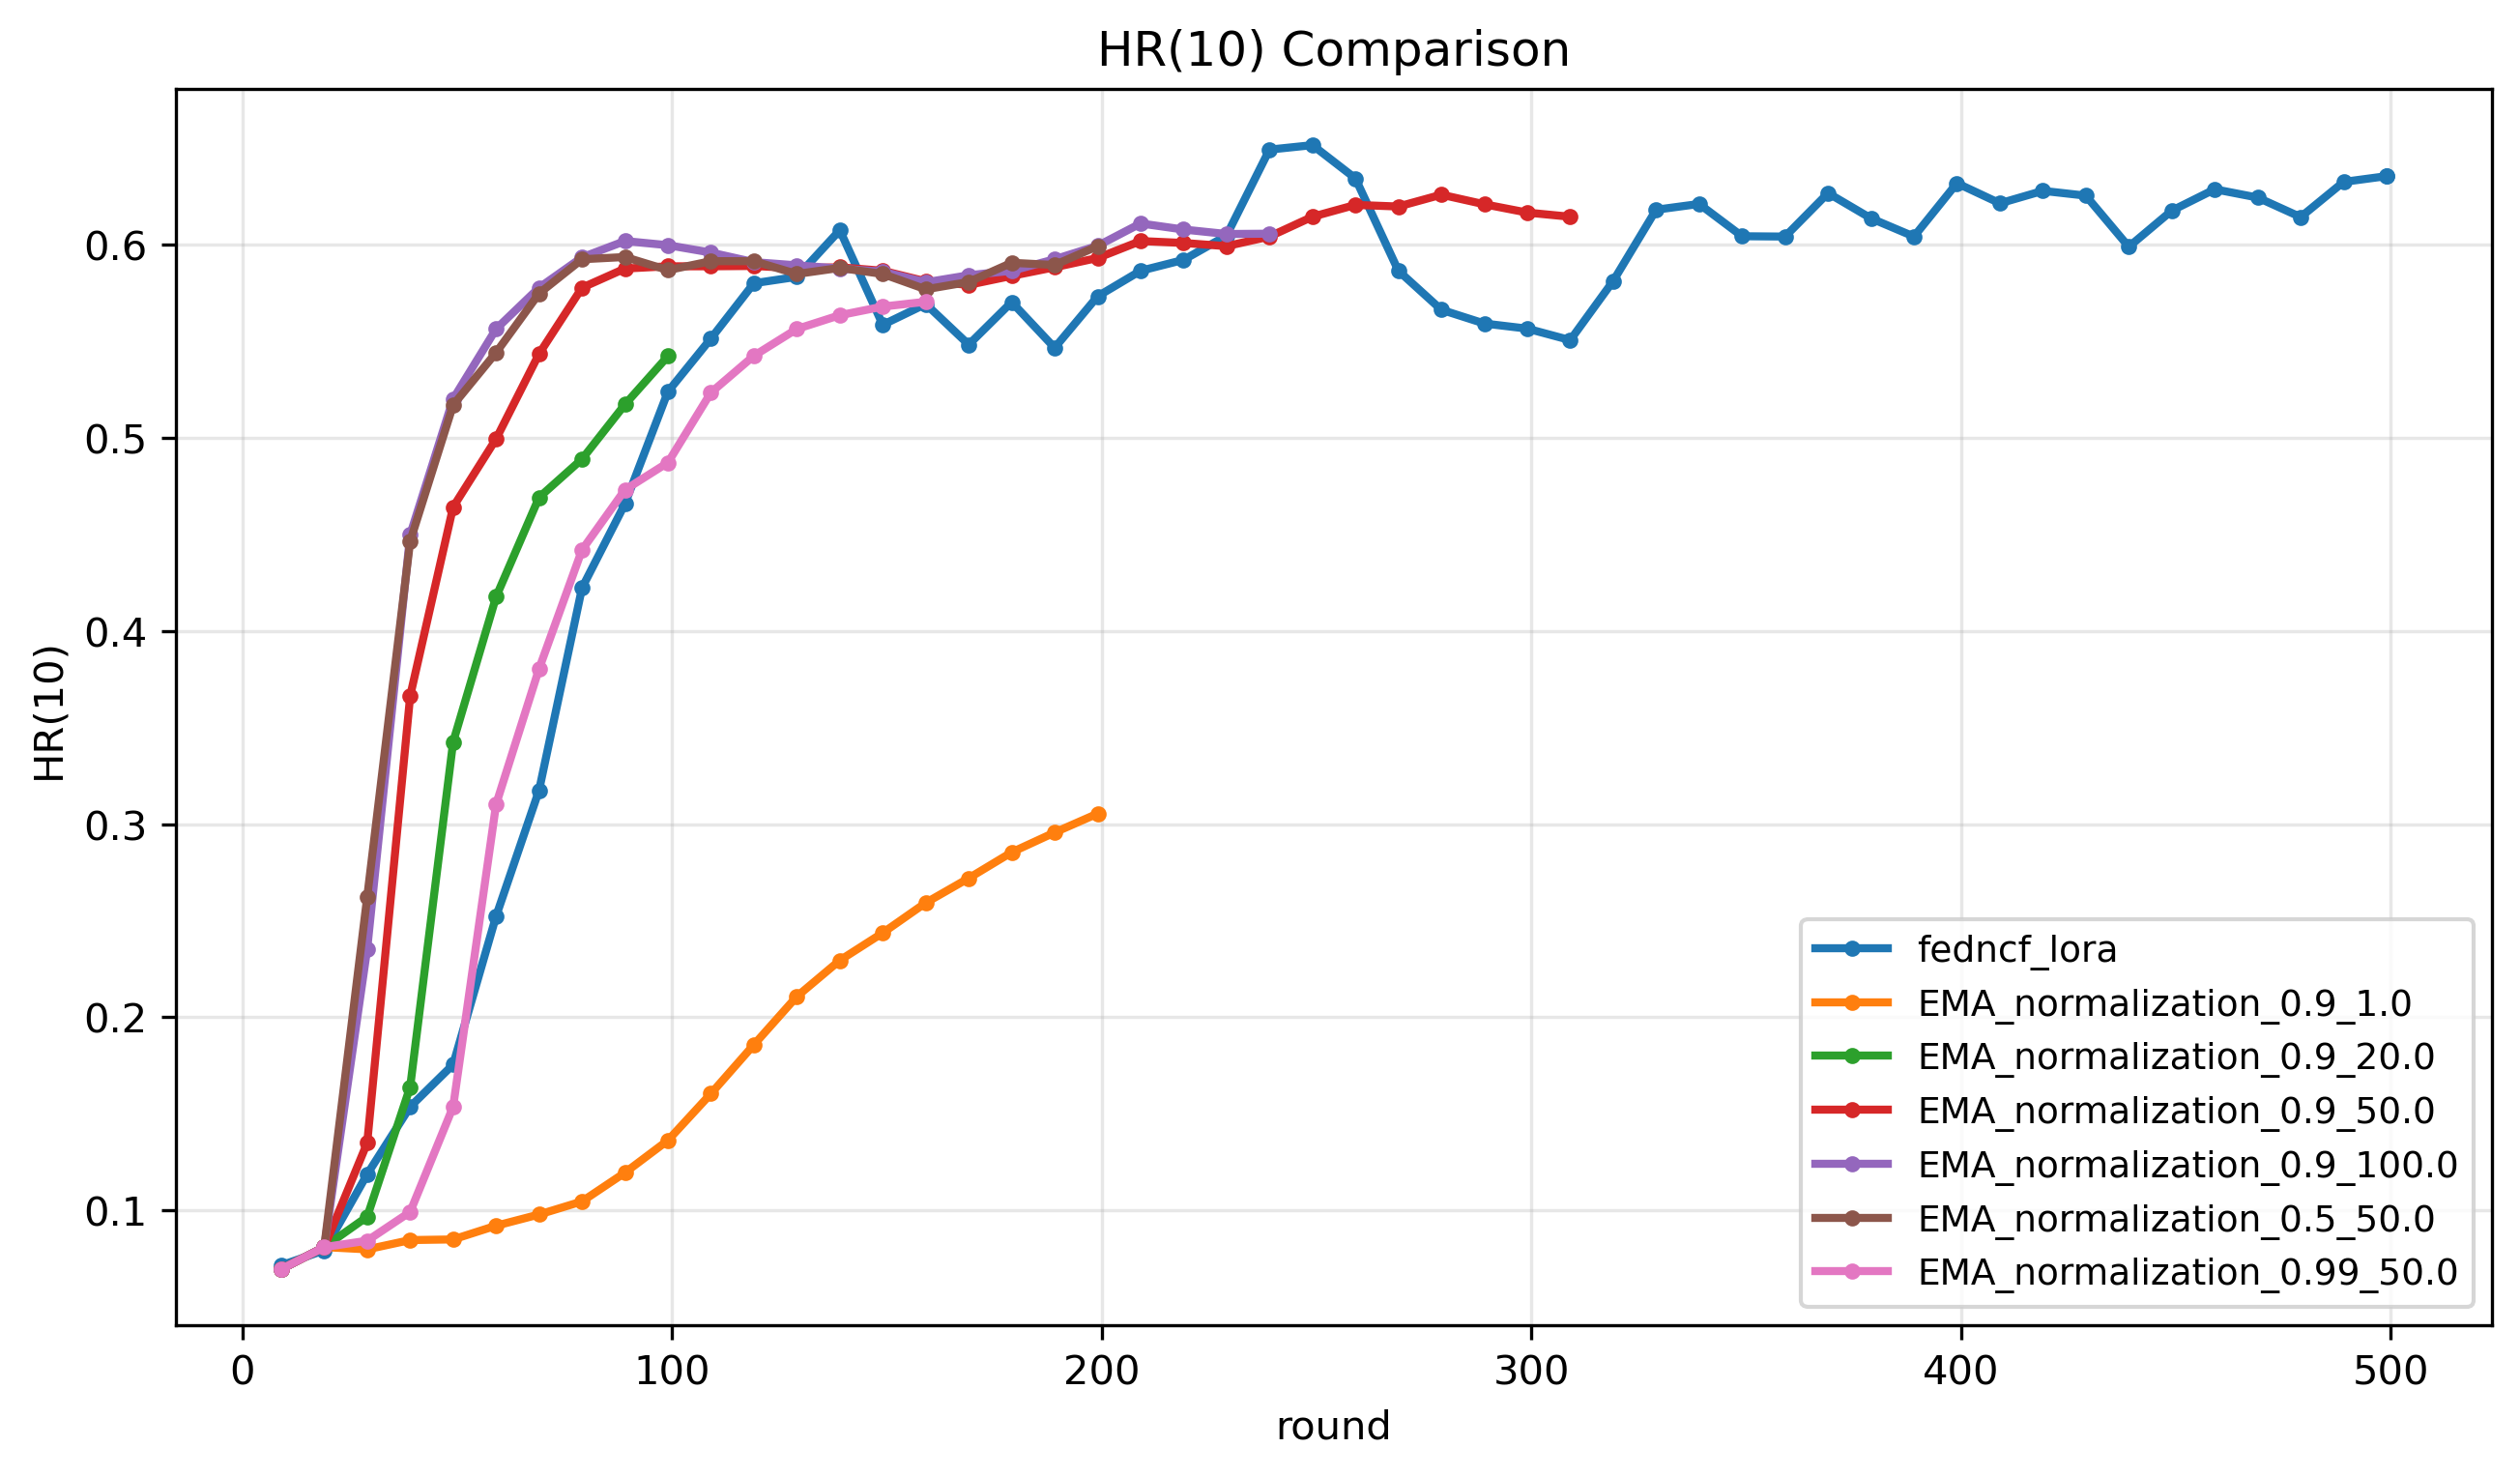 HR(10) Comparison
HR(10)
0.6
0.5
0.4
0.3
0.2
0.1
0
100
200
300
400
500
round
fedncf_lora
EMA_normalization_0.9_1.0
EMA_normalization_0.9_20.0
EMA_normalization_0.9_50.0
EMA_normalization_0.9_100.0
EMA_normalization_0.5_50.0
EMA_normalization_0.99_50.0